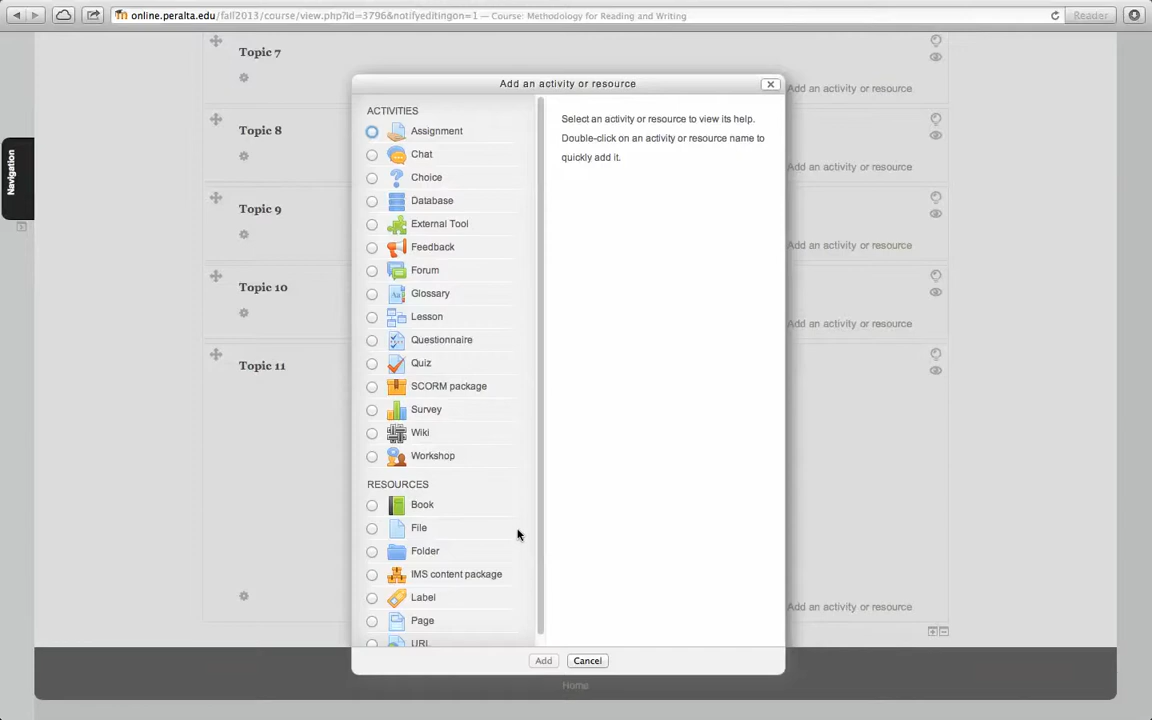 online.peralta.edu/fall2013/course/view.php?id=3796&notifyeditingon=1 — Course: Methodology for Reading and Writing
Reader
Navigation
Topic 7
Add an activity or resource
Topic 8
Add an activity or resource
Topic 9
Add an activity or resource
Topic 10
Add an activity or resource
Topic 11
Add an activity or resource
Add an activity or resource
ACTIVITIES
Assignment
Chat
Choice
Database
External Tool
Feedback
Forum
Glossary
Lesson
Questionnaire
Quiz
SCORM package
Survey
Wiki
Workshop
RESOURCES
Book
File
Folder
IMS content package
Label
Page
URL
Select an activity or resource to view its help.
Double-click on an activity or resource name to
quickly add it.
Add
Cancel
Home